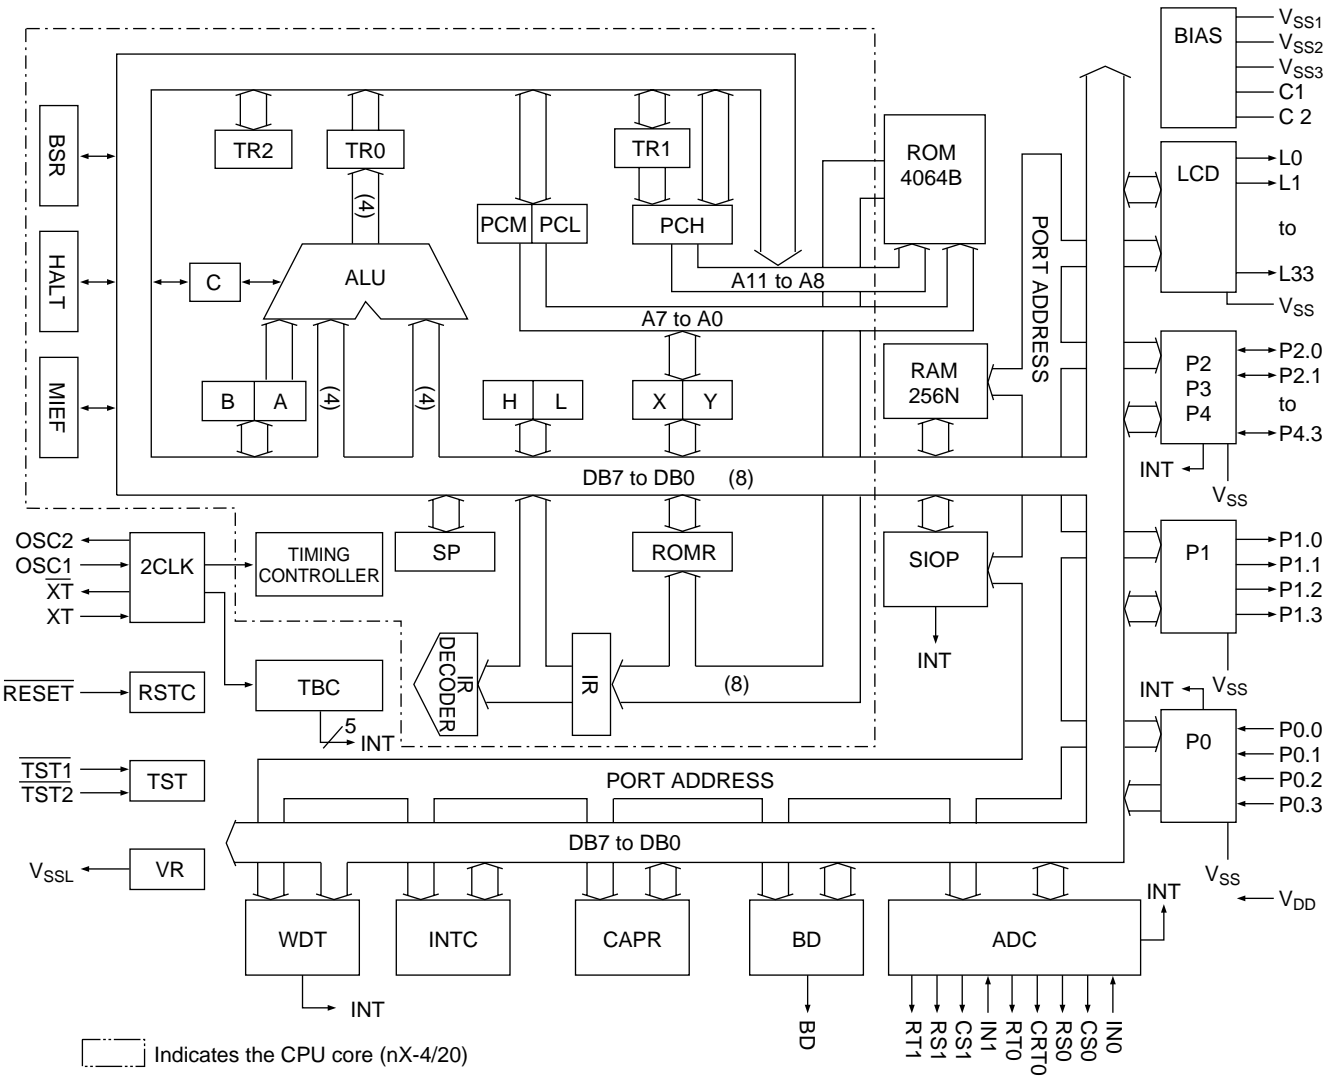 BIAS
VSS1
VSS2
VSS3
C1
C 2
BSR
TR2
TR0
TR1
ROM
4064B
LCD
L0
L1
to
L33
VSS
(4)
PCM
PCL
PCH
PORT ADDRESS
HALT
C
ALU
A11 to A8
A7 to A0
MIEF
B
A
(4)
(4)
H
L
X
Y
RAM
256N
P2
P3
P4
P2.0
P2.1
to
P4.3
INT
VSS
DB7 to DB0 (8)
OSC2
OSC1
XT
XT
2CLK
TIMING
CONTROLLER
SP
ROMR
SIOP
INT
P1
P1.0
P1.1
P1.2
P1.3
VSS
RESET
RSTC
TBC
5
INT
IR
DECODER
IR
(8)
INT
P0
P0.0
P0.1
P0.2
P0.3
VSS
VDD
TST1
TST2
TST
PORT ADDRESS
VSSL
VR
DB7 to DB0
WDT
INT
INTC
CAPR
BD
BD
ADC
INT
RT1
RS1
CS1
IN1
RT0
CRT0
RS0
CS0
IN0
Indicates the CPU core (nX-4/20)